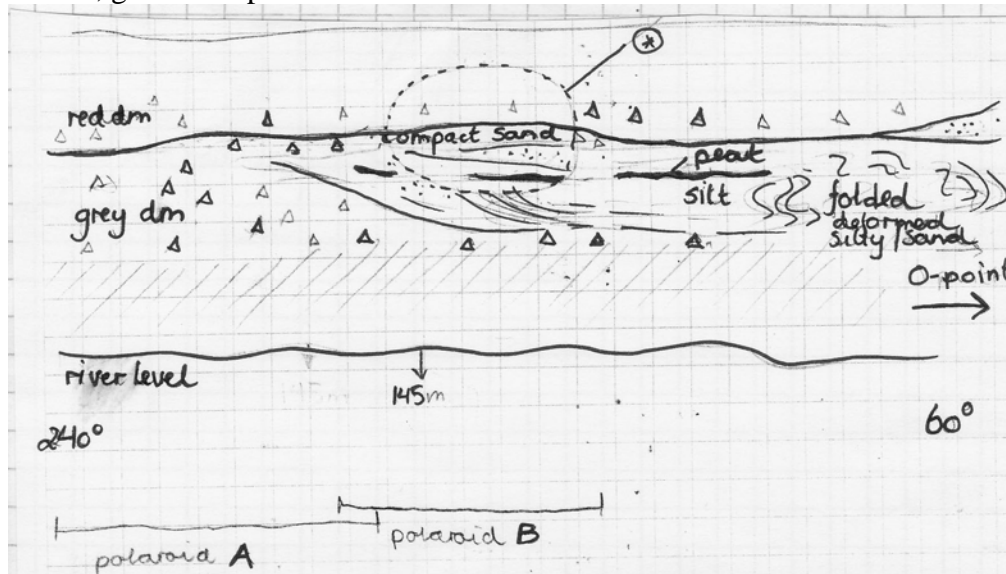 red dm
compact sand
peat
grey dm
silt
folded
deformed
silty/sand
O-point
river level
145m
240°
60°
polaroid A
polaroid B